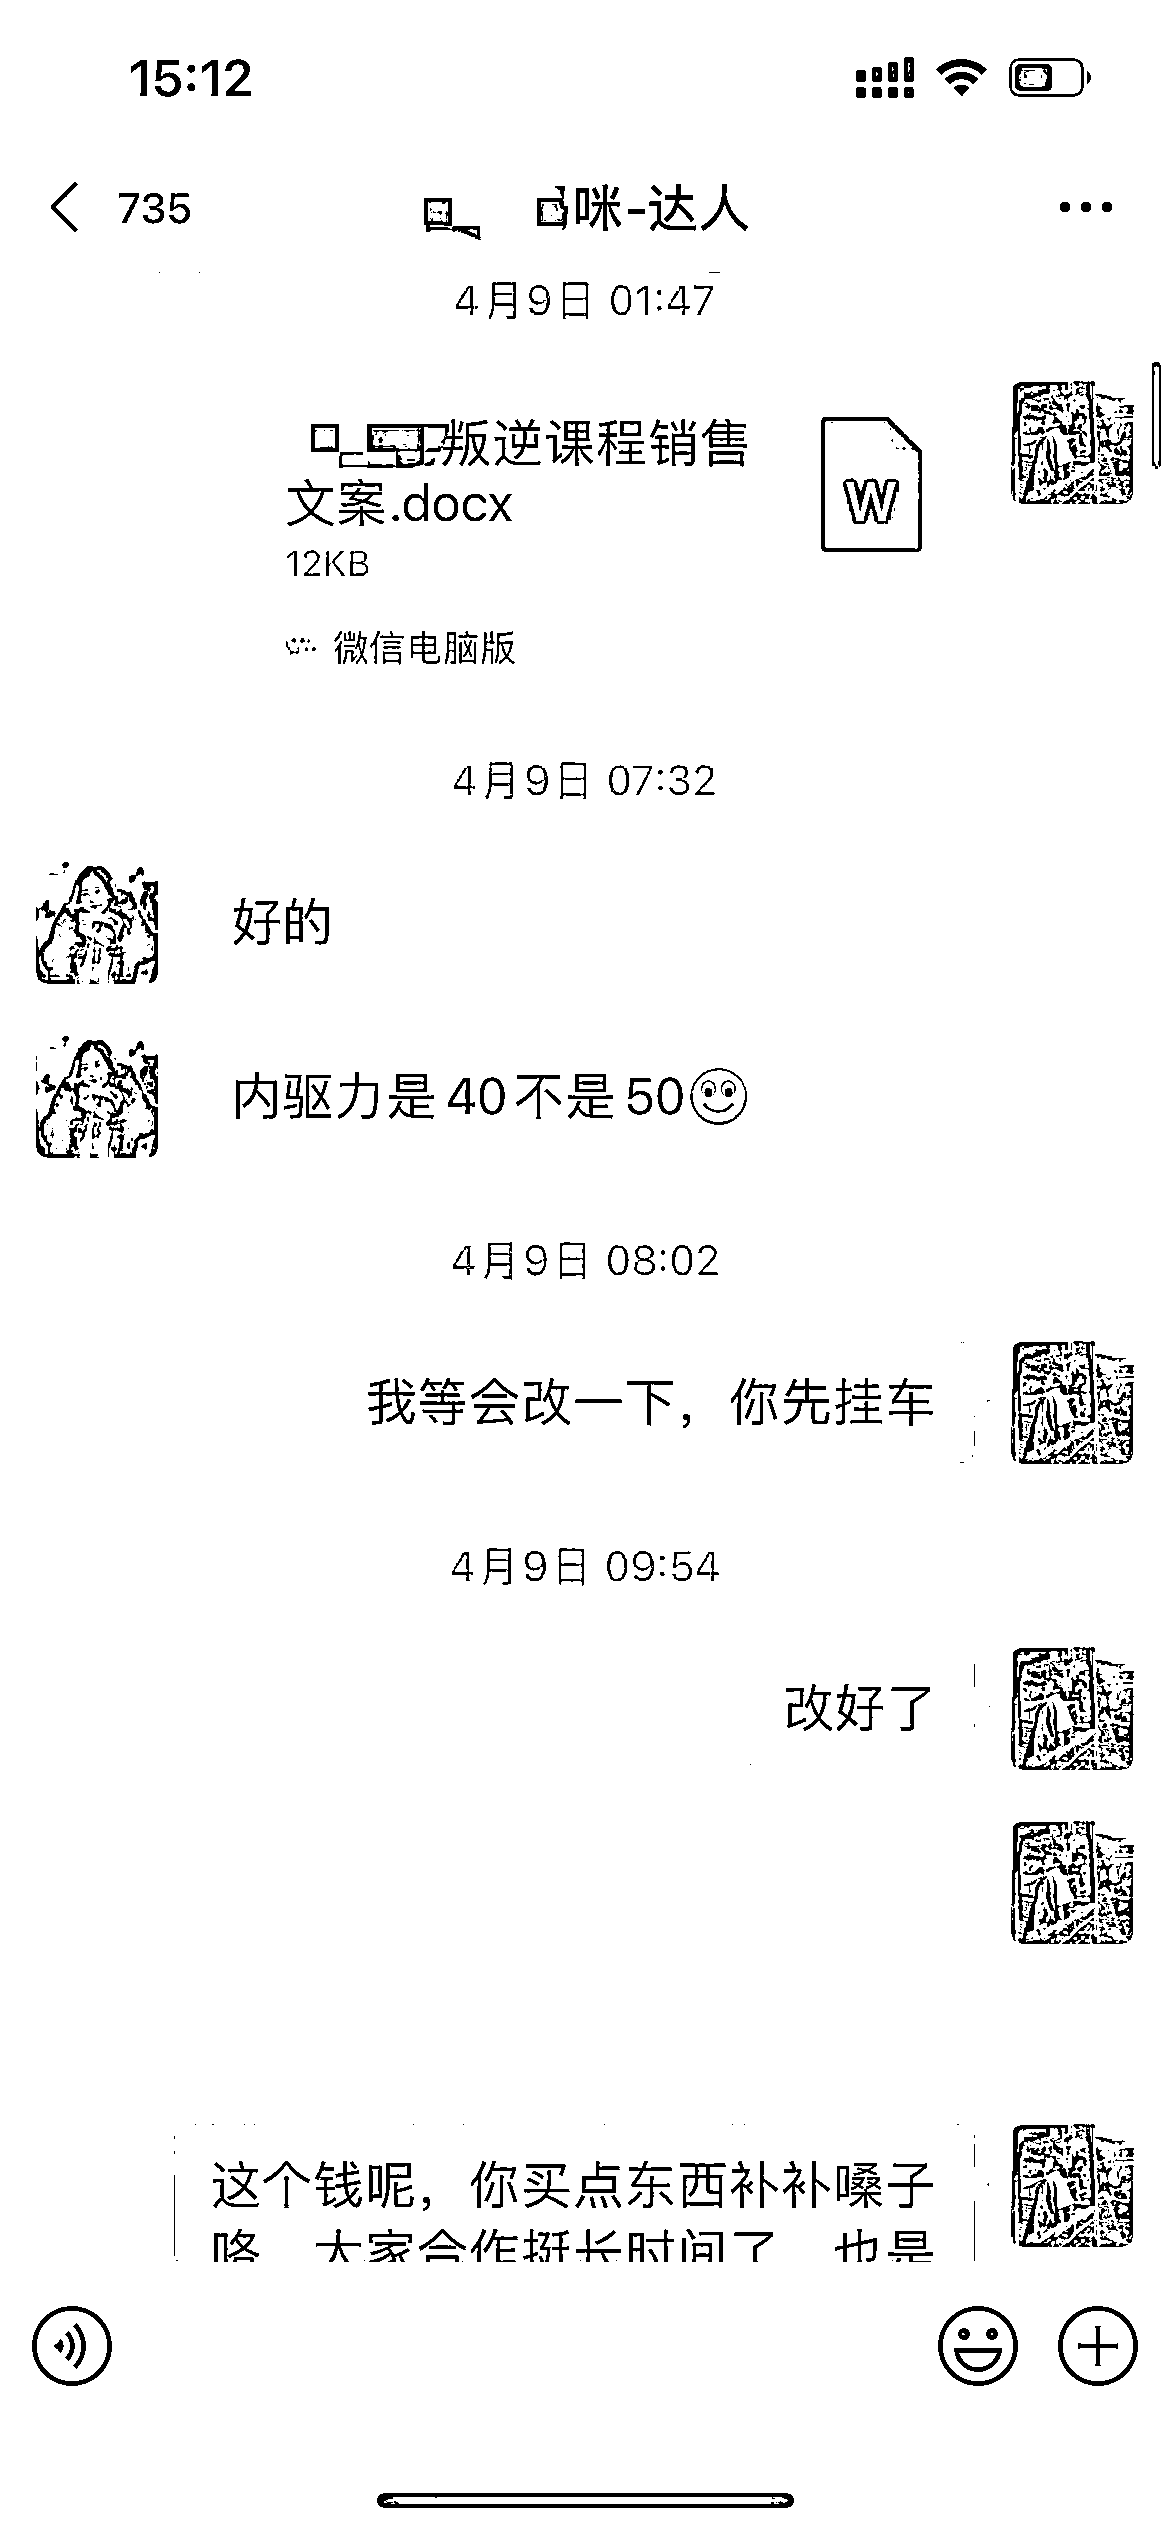 15:12
735
咪-达人
4月9日 01:47
叛逆课程销售
文案.docx
W
12KB
微信电脑版
4月9日 07:32
好的
内驱力是40不是50
4月9日 08:02
我等会改一下，你先挂车
4月9日 09:54
改好了
这个钱呢，你买点东西补补嗓子
咯 大家合作挺长时间了 也是